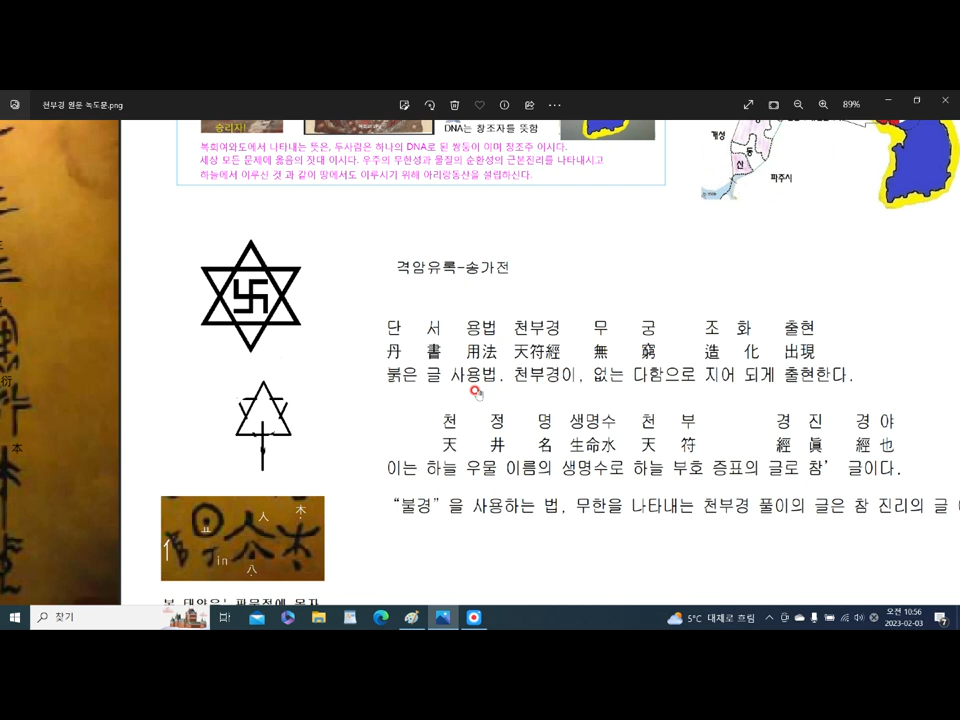 천부경 원문 녹도문.png
89%
승리자!
DNA는 창조자를 뜻함
복희여와도에서 나타내는 뜻은, 두사람은 하나의 DNA로 된 쌍둥이 이며 창조주 이시다.
세상 모든 문제에 옳음의 잣대 이시다. 우주의 무한성과 물질의 순환성의 근본진리를 나타내시고
하늘에서 이루신 것 과 같이 땅에서도 이루시기 위해 아리랑동산을 설립하신다.
개성
동
산
파주시
격암유록-송가전
단 서 용법 천부경 무 궁 조 화 출현
丹 書 用法 天符經 無 窮 造 化 出現
붉은 글 사용법. 천부경이, 없는 다함으로 지어 되게 출현한다.
천 정 명 생명수 천 부 경 진 경 야
天 井 名 生命水 天 符 經 眞 經 也
이는 하늘 우물 이름의 생명수로 하늘 부호 증표의 글로 참’ 글이다.
“불경”을 사용하는 법, 무한을 나타내는 천부경 풀이의 글은 참 진리의 글
衍
本
人
木
in
八
찾기
5°C 대체로 흐림
오전 10:56
2023-02-03
7